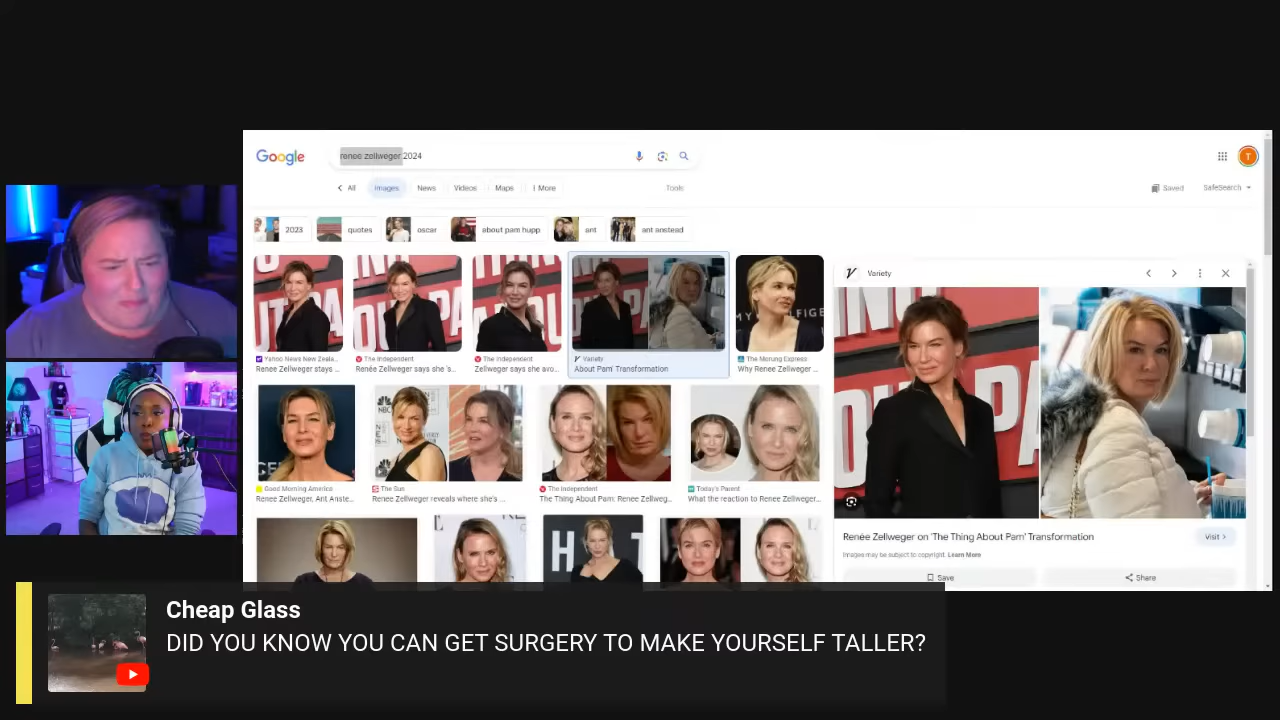 Google
renee zellweger 2024
All
Images
News
Videos
Maps
More
Tools
Saved
SafeSearch
T
2023
quotes
oscar
about pam hupp
ant
ant anstead
Yahoo News New Zeala...
Renee Zellweger stays ...
The Independent
Renée Zellweger says she 's...
The Independent
Zellweger says she avo...
Variety
About Pam' Transformation
The Morung Express
Why Renee Zellweger ...
Good Morning America
Renee Zellweger, Ant Anste...
The Sun
Renee Zellweger reveals where she's ...
The Independent
The Thing About Pam: Renee Zellweg...
Today's Parent
What the reaction to Renee Zellweger...
Variety
Renée Zellweger on 'The Thing About Pam' Transformation
Visit
Images may be subject to copyright. Learn More
Save
Share
Cheap Glass
DID YOU KNOW YOU CAN GET SURGERY TO MAKE YOURSELF TALLER?